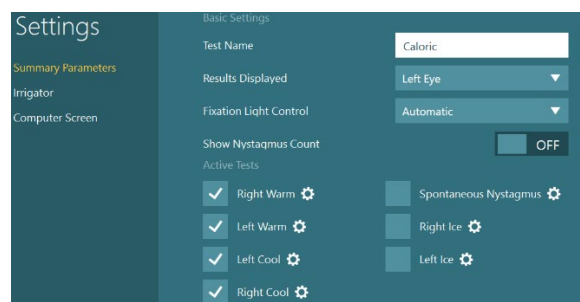 Settings
Summary Parameters
Irrigator
Computer Screen
Basic Settings
Test Name
Caloric
Results Displayed
Left Eye
Fixation Light Control
Automatic
Show Nystagmus Count
OFF
Active Tests
Right Warm
Spontaneous Nystagmus
Left Warm
Right Ice
Left Cool
Left Ice
Right Cool